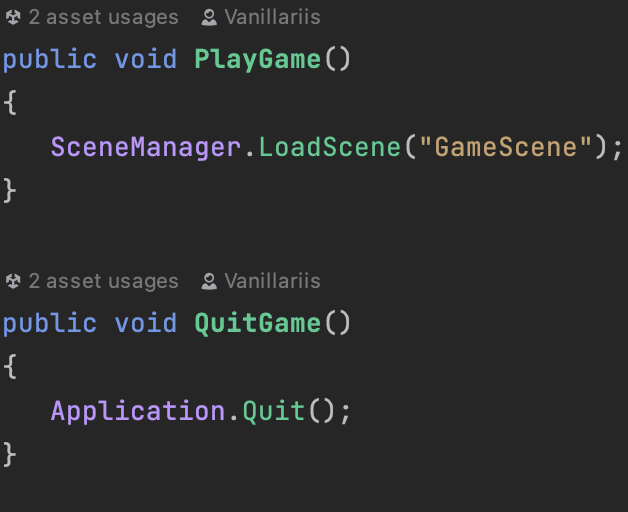 2 asset usages Vanillariis
public void PlayGame()
{
SceneManager.LoadScene("GameScene");
}
2 asset usages Vanillariis
public void QuitGame()
{
Application.Quit();
}